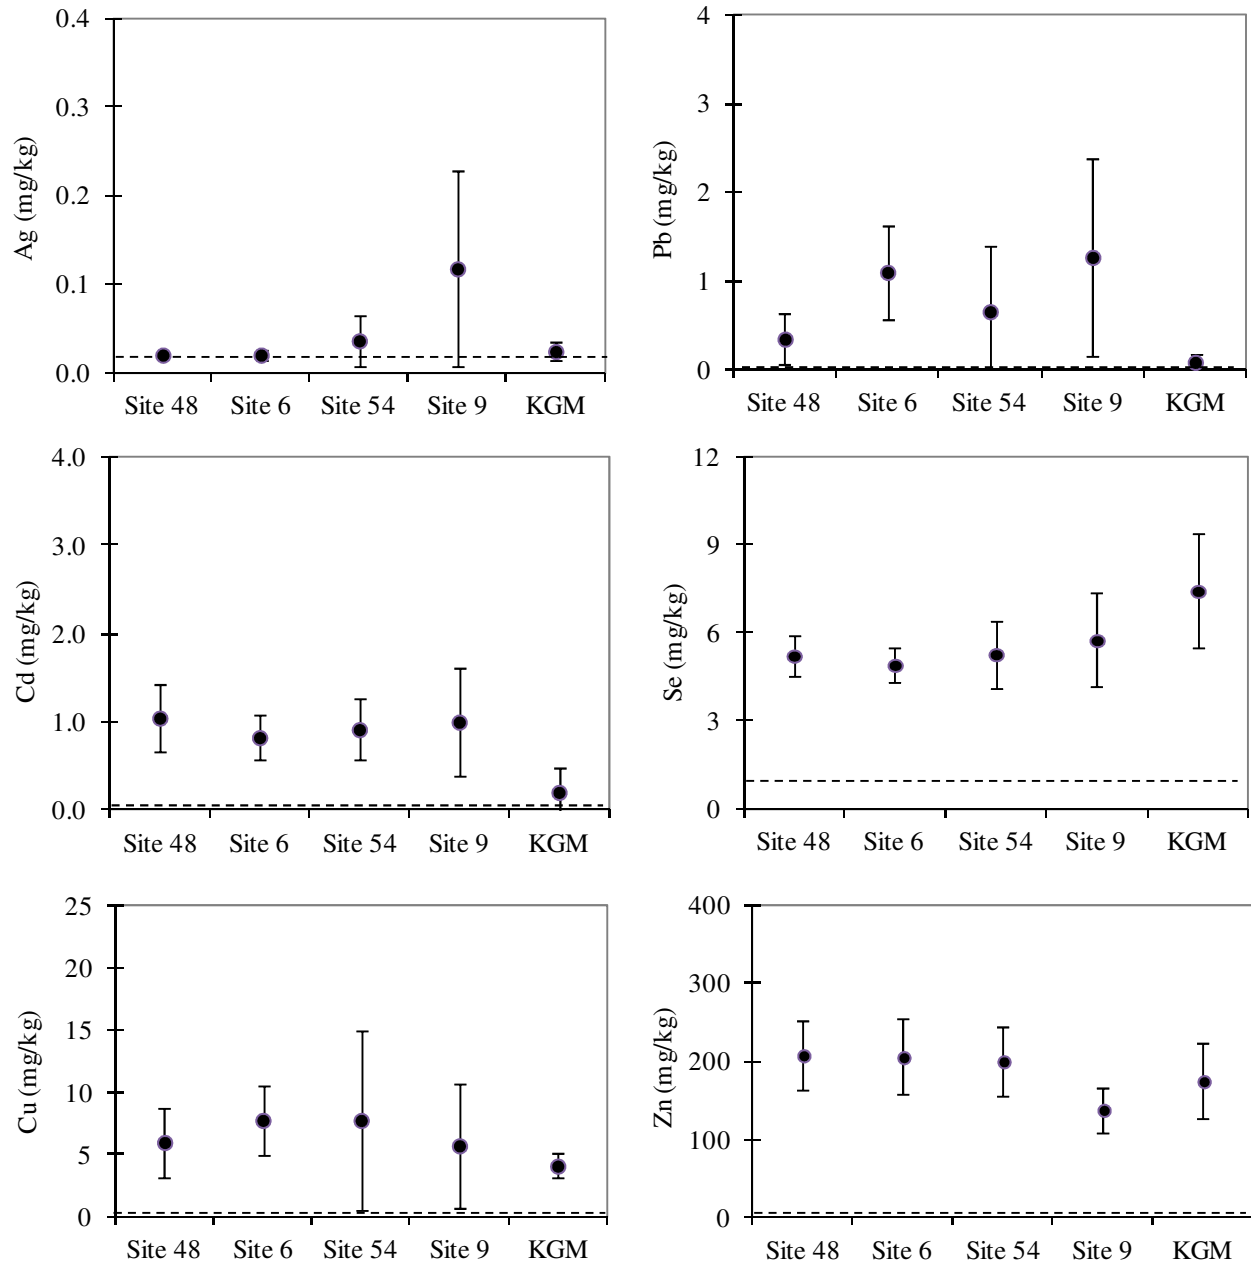 Ag (mg/kg)
0.4
0.3
0.2
0.1
0.0
Site 48 Site 6 Site 54 Site 9 KGM
Pb (mg/kg)
4
3
2
1
0
Site 48 Site 6 Site 54 Site 9 KGM
Cd (mg/kg)
4.0
3.0
2.0
1.0
0.0
Site 48 Site 6 Site 54 Site 9 KGM
Se (mg/kg)
12
9
6
3
0
Site 48 Site 6 Site 54 Site 9 KGM
Cu (mg/kg)
25
20
15
10
5
0
Site 48 Site 6 Site 54 Site 9 KGM
Zn (mg/kg)
400
300
200
100
0
Site 48 Site 6 Site 54 Site 9 KGM